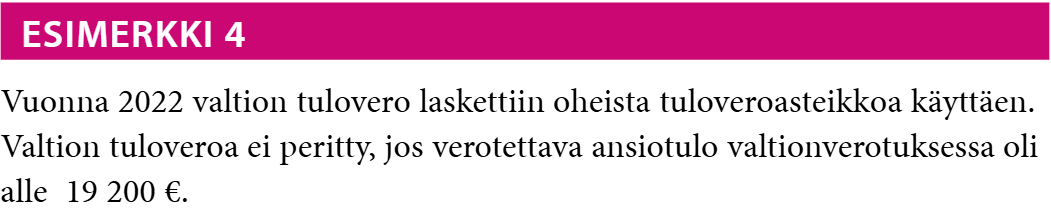 ESIMERKKI 4
Vuonna 2022 valtion tulovero laskettiin oheista tuloveroasteikkoa käyttäen.
Valtion tuloveroa ei peritty, jos verotettava ansiotulo valtionverotuksessa oli
alle  19 200 €.